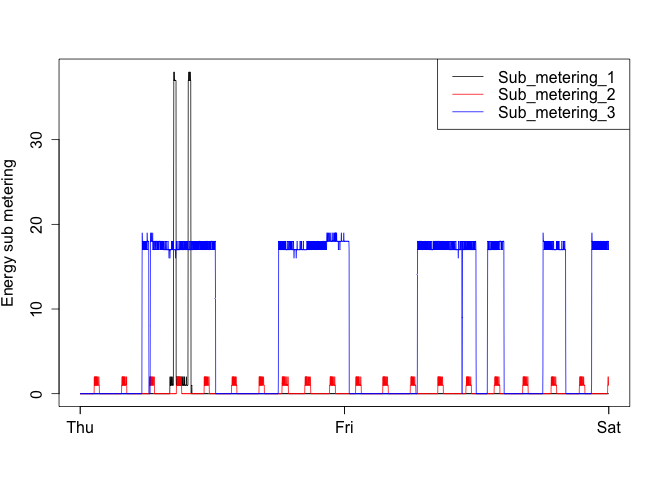 Sub_metering_1
Sub_metering_2
Sub_metering_3
Energy sub metering
30
20
10
0
Thu Fri Sat